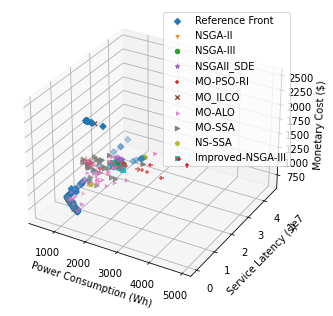 Reference Front
NSGA-II
NSGA-III
NSGAII_SDE
MO-PSO-RI
MO_ILCO
MO-ALO
MO-SSA
NS-SSA
Improved-NSGA-III
2500
2250
2000
1750
1500
1250
1000
750
Monetary Cost ($)
1000
2000
3000
4000
5000
Power Consumption (Wh)
0
1
2
3
4
Service Latency (s)